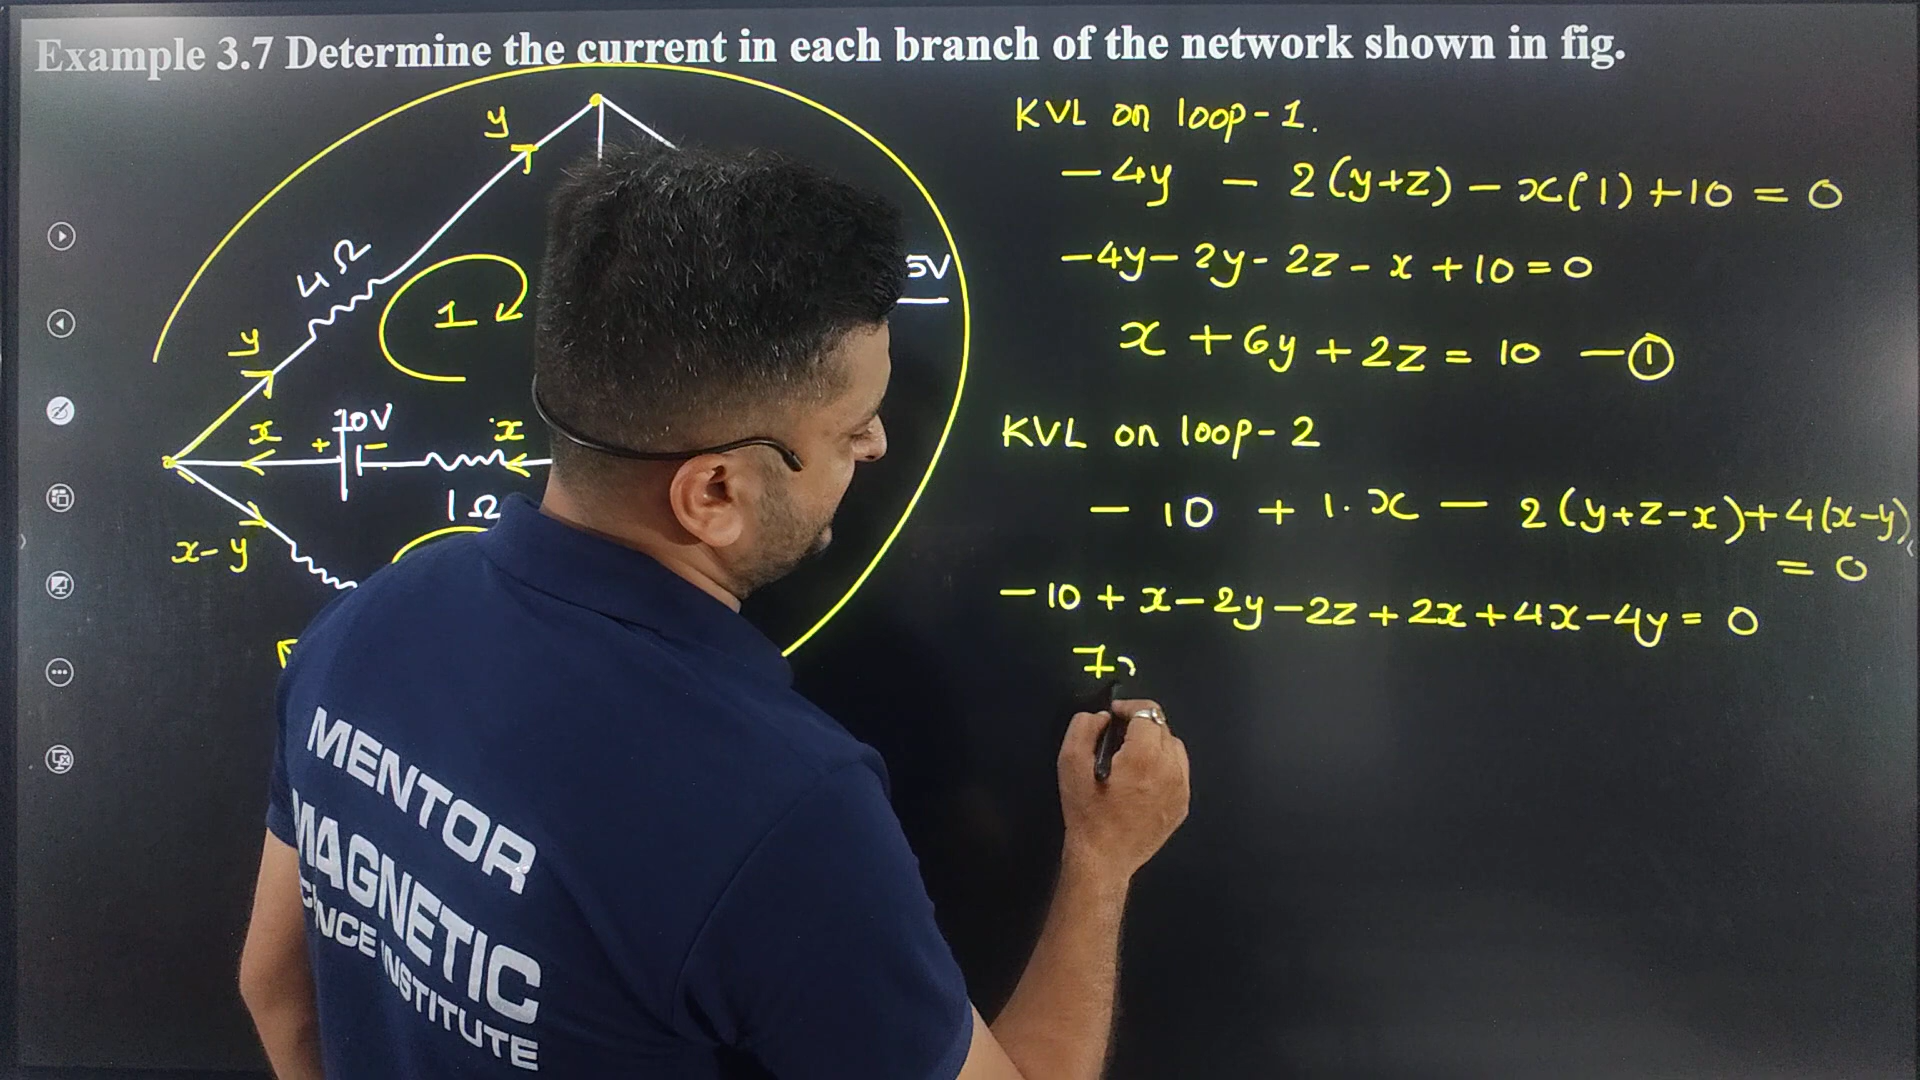 Example 3.7 Determine the current in each branch of the network shown in fig.
y
4Ω
1
5V
y
x
+
10V
-
x
1Ω
x-y
KVL on loop-1.
-4y - 2(y+z) - x(1) +10 = 0
-4y-2y-2z-x+10=0
x+6y+2z=10 -①
KVL on loop-2
-10 + 1.x - 2(y+z-x)+4(x-y)
=0
-10+x-2y-2z+2x+4x-4y=0
7
MENTOR
MAGNETIC
INSTITUTE